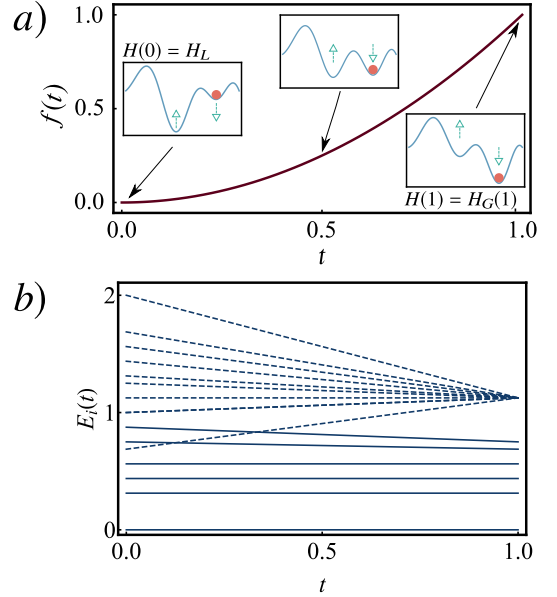 a)
H(0) = H_L
f(t)
1.0
0.5
0.0
H(1) = H_G(1)
0.0 0.5 1.0
t
b)
E_i(t)
2
1
0
0.0 0.5 1.0
t